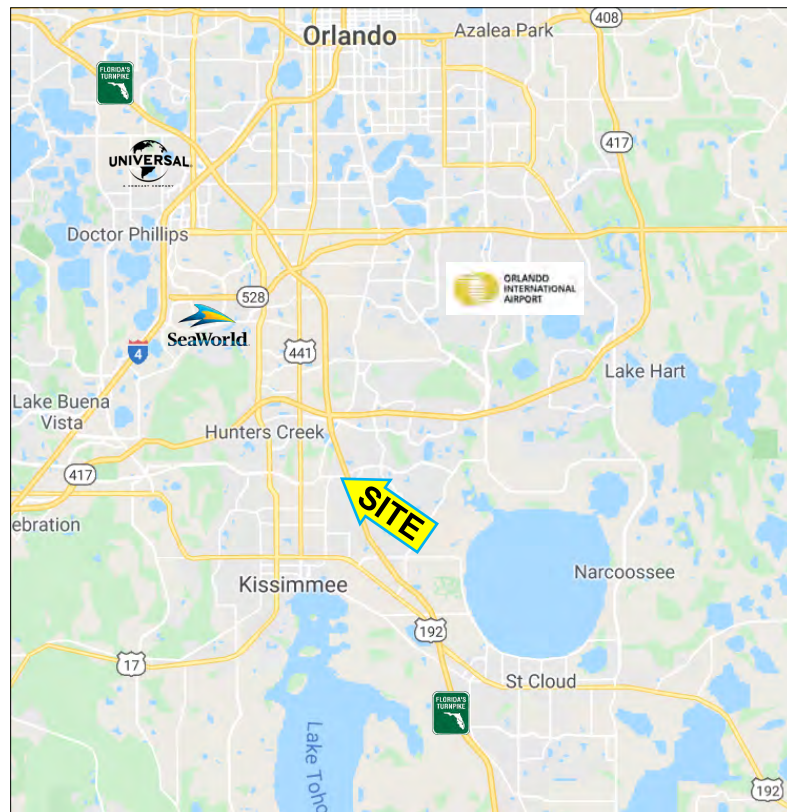 Orlando
Azalea Park
408
FLORIDA'S
TURNPIKE
417
UNIVERSAL
A COMCAST COMPANY
Doctor Phillips
ORLANDO
INTERNATIONAL
AIRPORT
528
SeaWorld
441
4
Lake Hart
Lake Buena
Vista
Hunters Creek
417
SITE
ebration
Kissimmee
Narcoossee
192
17
St Cloud
FLORIDA'S
TURNPIKE
Lake Toho
192